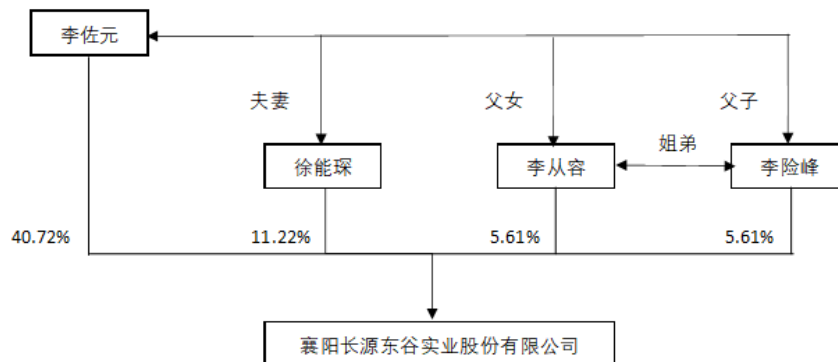 李佐元
夫妻
父女
父子
姐弟
徐能琛
李从容
李险峰
40.72%
11.22%
5.61%
5.61%
襄阳长源东谷实业股份有限公司